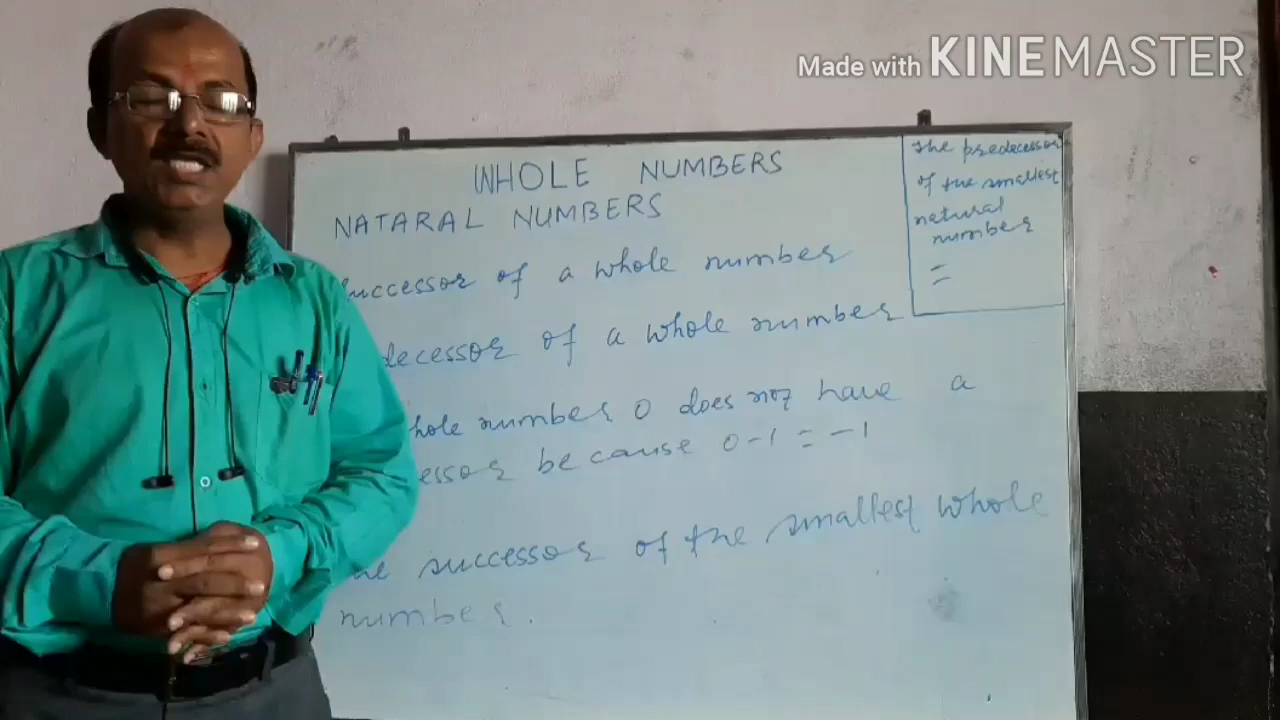 Made with KINEMASTER
WHOLE NUMBERS
NATARAL NUMBERS
successor of a whole number
decessor of a whole number
hole number 0 does not have a
essor because 0-1 = -1
he successor of the smallest whole
number.
The predecessor
of the smallest
natural
number
=